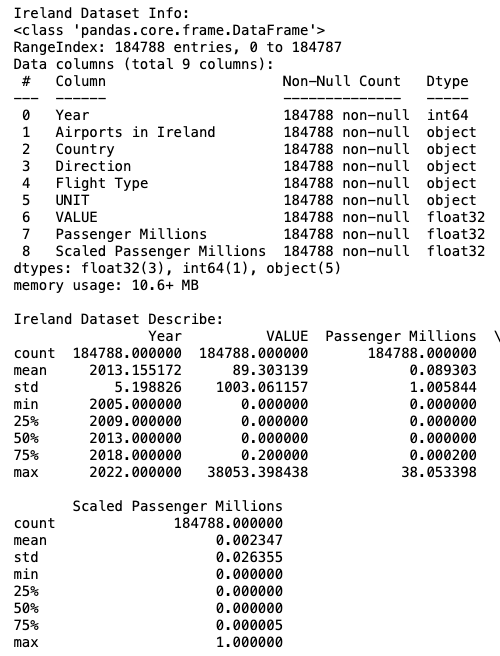 Ireland Dataset Info:
<class 'pandas.core.frame.DataFrame'>
RangeIndex: 184788 entries, 0 to 184787
Data columns (total 9 columns):
 #   Column                     Non-Null Count   Dtype
---  ------                     --------------   -----
 0   Year                       184788 non-null  int64
 1   Airports in Ireland        184788 non-null  object
 2   Country                    184788 non-null  object
 3   Direction                  184788 non-null  object
 4   Flight Type                184788 non-null  object
 5   UNIT                       184788 non-null  object
 6   VALUE                      184788 non-null  float32
 7   Passenger Millions         184788 non-null  float32
 8   Scaled Passenger Millions  184788 non-null  float32
dtypes: float32(3), int64(1), object(5)
memory usage: 10.6+ MB

Ireland Dataset Describe:
                Year          VALUE  Passenger Millions  \
count  184788.000000  184788.000000       184788.000000
mean     2013.155172      89.303139            0.089303
std         5.198826    1003.061157            1.005844
min      2005.000000       0.000000            0.000000
25%      2009.000000       0.000000            0.000000
50%      2013.000000       0.000000            0.000000
75%      2018.000000       0.200000            0.000200
max      2022.000000   38053.398438           38.053398

       Scaled Passenger Millions
count              184788.000000
mean                    0.002347
std                     0.026355
min                     0.000000
25%                     0.000000
50%                     0.000000
75%                     0.000005
max                     1.000000